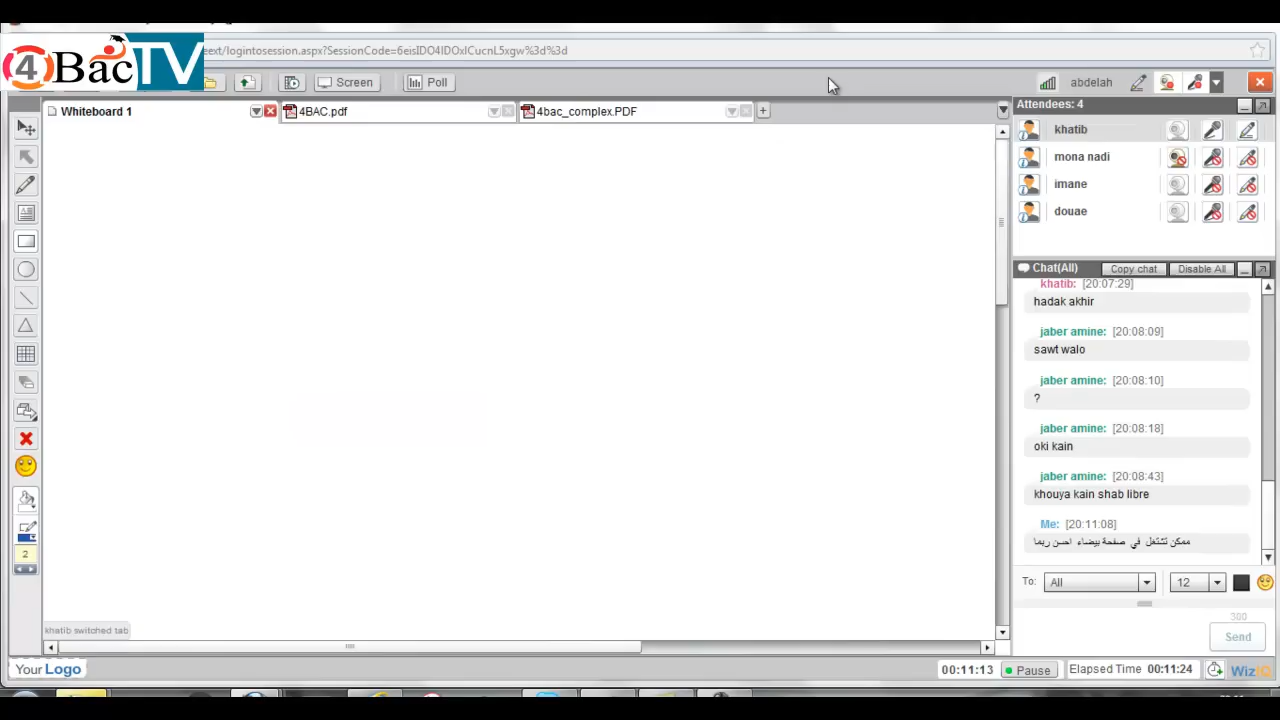 4BacTV
eext/logintosession.aspx?SessionCode=6eisIDO4IDOxICucnL5xgw%3d%3d
Screen
Poll
abdelah
Whiteboard 1
4BAC.pdf
4bac_complex.PDF
Attendees: 4
khatib
mona nadi
imane
douae
Chat(All)
Copy chat
Disable All
khatib: [20:07:29]
hadak akhir
jaber amine: [20:08:09]
sawt walo
jaber amine: [20:08:10]
?
jaber amine: [20:08:18]
oki kain
jaber amine: [20:08:43]
khouya kain shab libre
Me: [20:11:08]
ممكن تشتغل في صفحة بيضاء احسن ربما
To:
All
12
300
Send
2
khatib switched tab
Your Logo
00:11:13
Pause
Elapsed Time 00:11:24
WizIQ